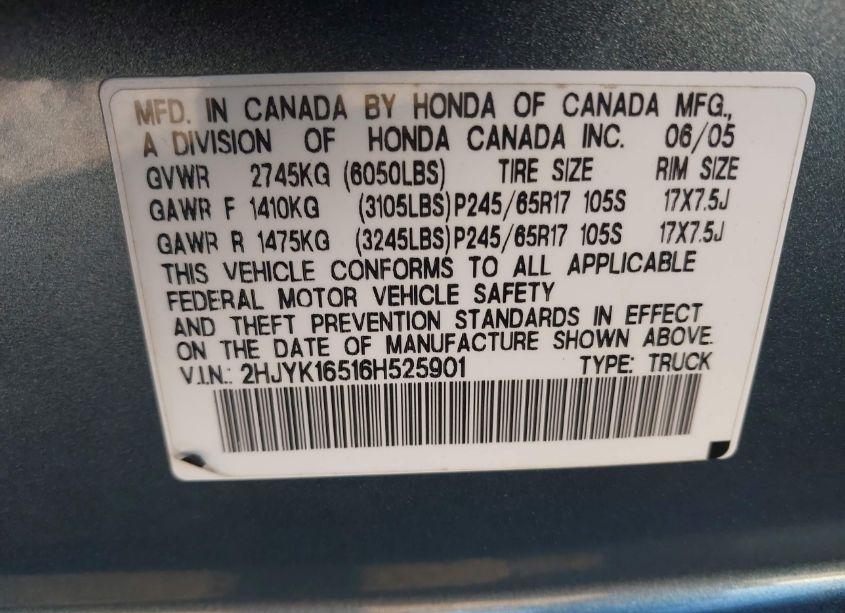 MFD. IN CANADA BY HONDA OF CANADA MFG.,
A DIVISION OF HONDA CANADA INC. 06/05
GVWR 2745KG (6050LBS) TIRE SIZE RIM SIZE
GAWR F 1410KG (3105LBS) P245/65R17 105S 17X7.5J
GAWR R 1475KG (3245LBS) P245/65R17 105S 17X7.5J
THIS VEHICLE CONFORMS TO ALL APPLICABLE
FEDERAL MOTOR VEHICLE SAFETY
AND THEFT PREVENTION STANDARDS IN EFFECT
ON THE DATE OF MANUFACTURE SHOWN ABOVE.
V.I.N.: 2HJYK16516H525901 TYPE: TRUCK